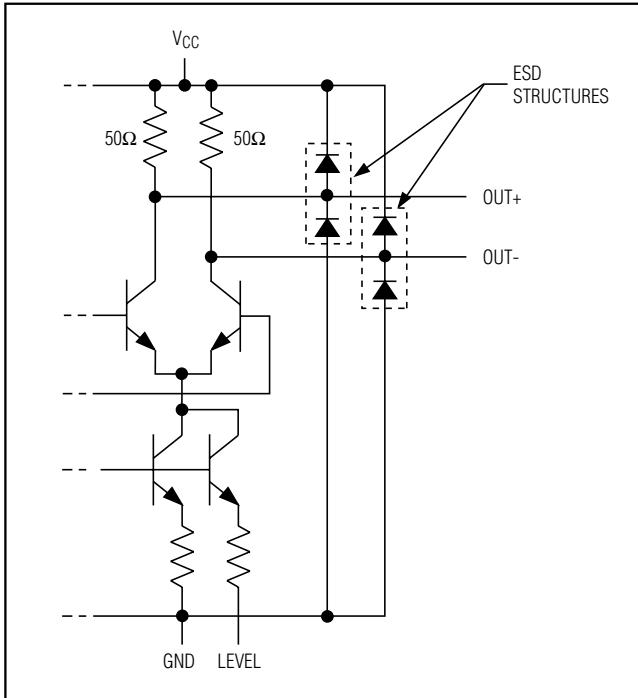 V_CC
ESD
STRUCTURES
50Ω
50Ω
OUT+
OUT-
GND
LEVEL